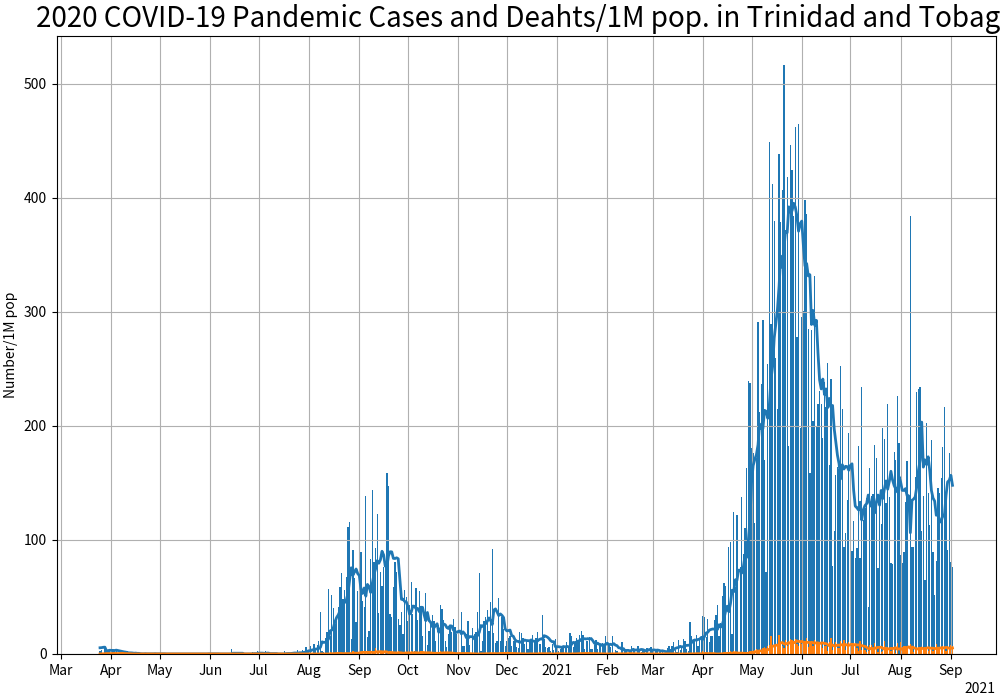 2020 COVID-19 Pandemic Cases and Deahts/1M pop. in Trinidad and Tobag
Number/1M pop
500
400
300
200
100
0
Mar Apr May Jun Jul Aug Sep Oct Nov Dec 2021 Feb Mar Apr May Jun Jul Aug Sep
2021